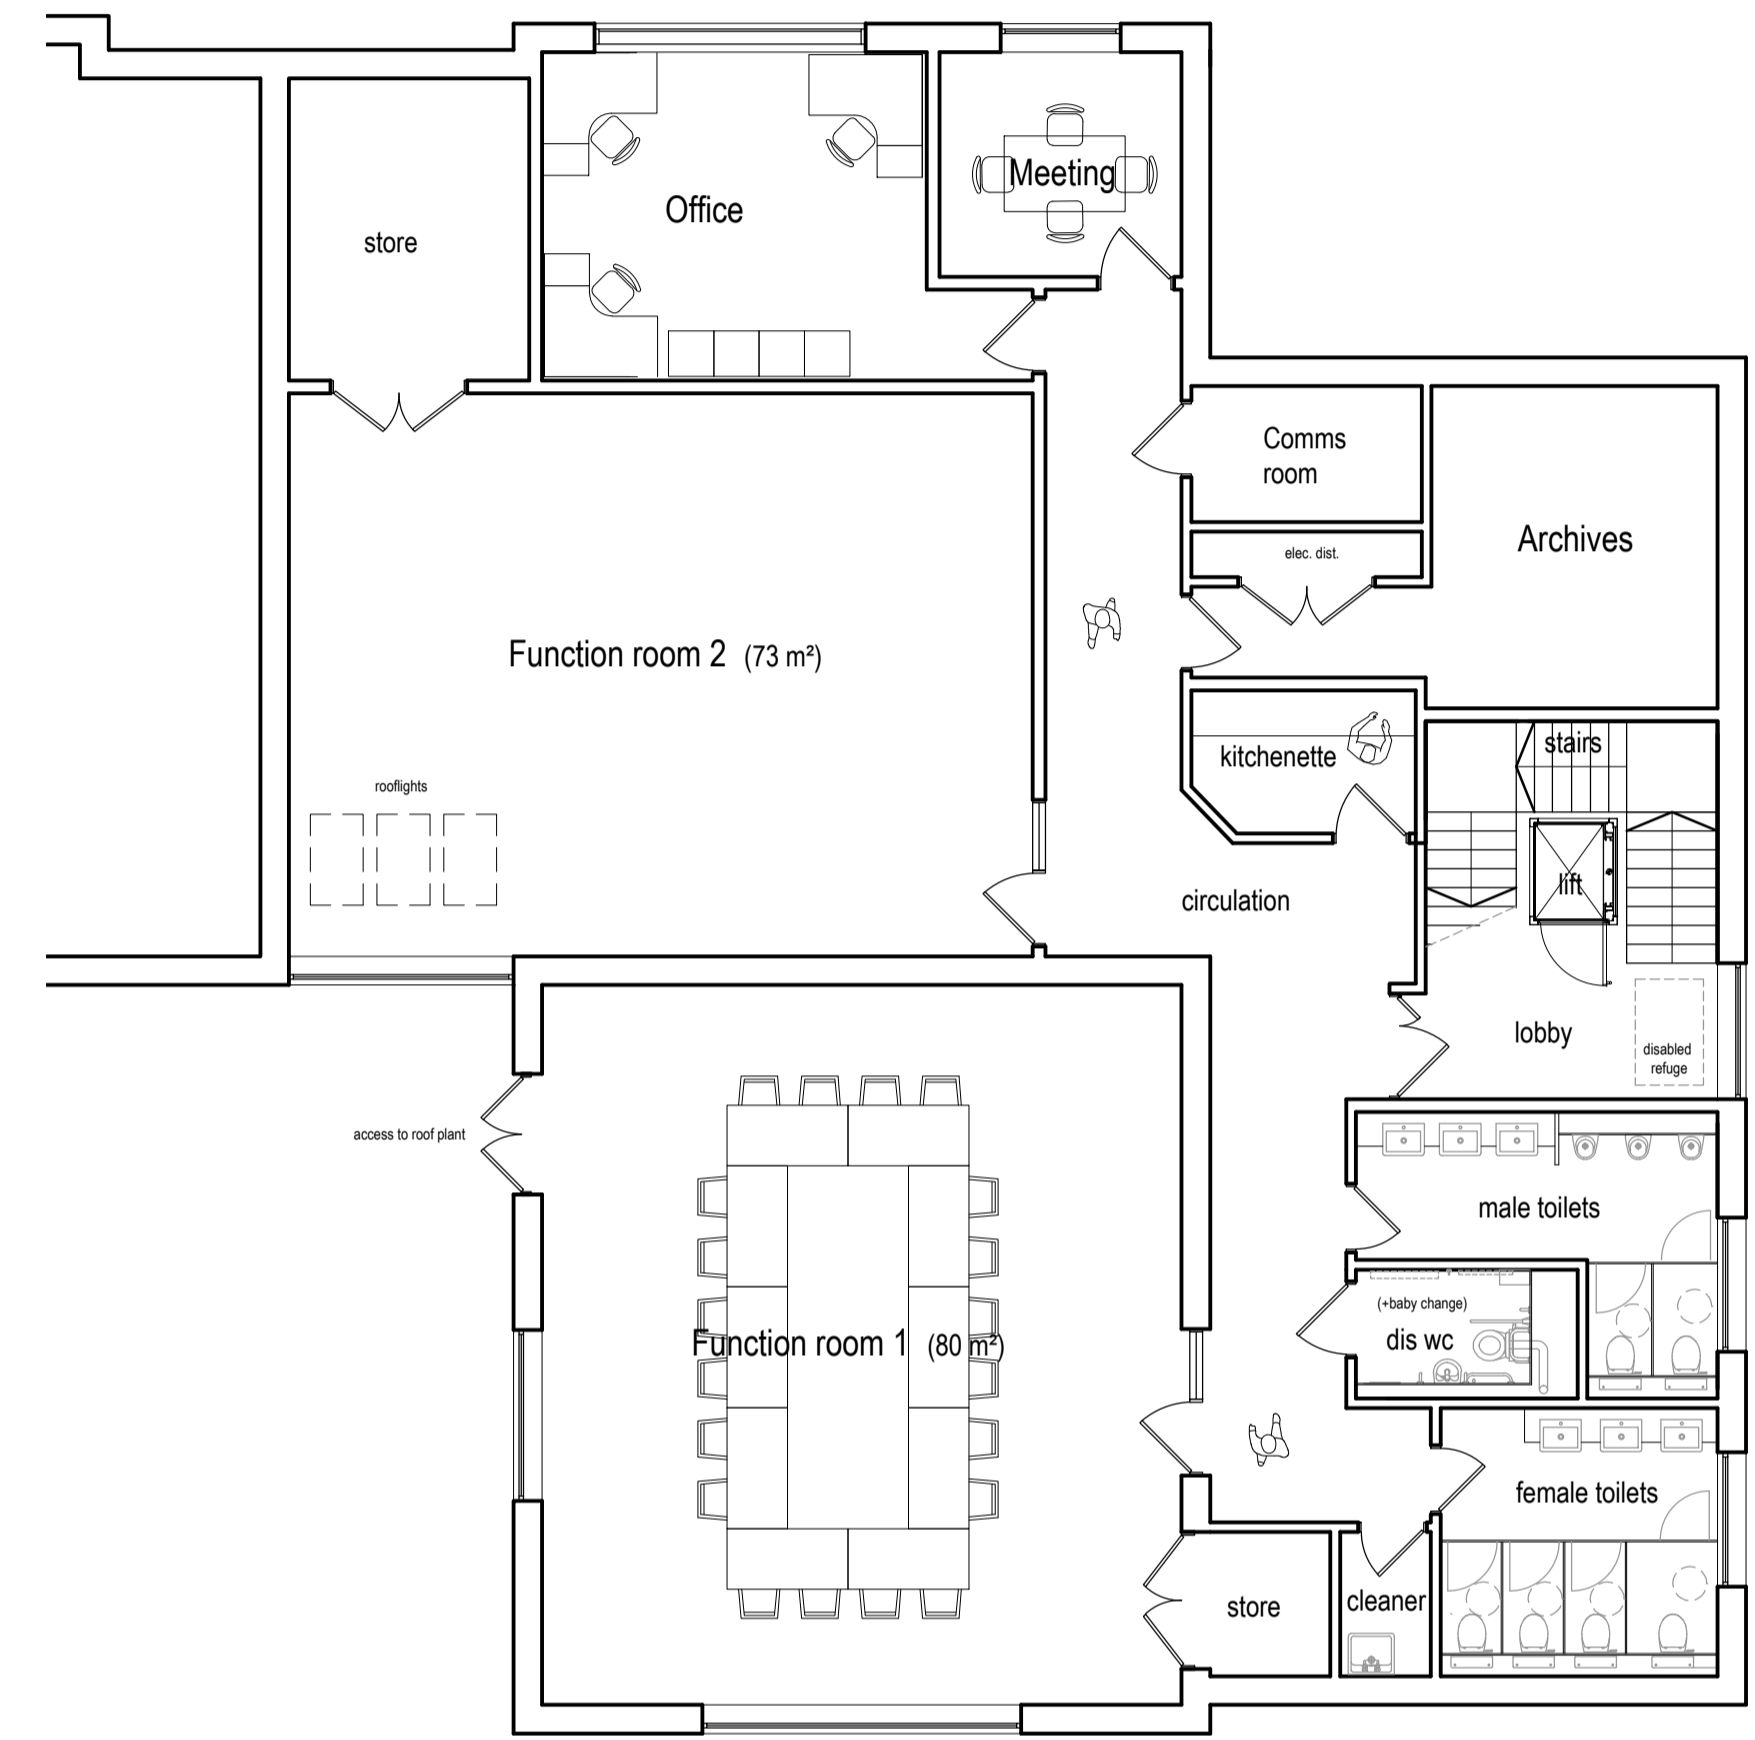 Meeting
Office
store
Comms
room
Archives
elec. dist.
Function room 2 (73 m²)
stairs
kitchenette
rooflights
lift
circulation
lobby
disabled
refuge
access to roof plant
male toilets
(+baby change)
dis wc
Function room 1 (80 m²)
female toilets
cleaner
store